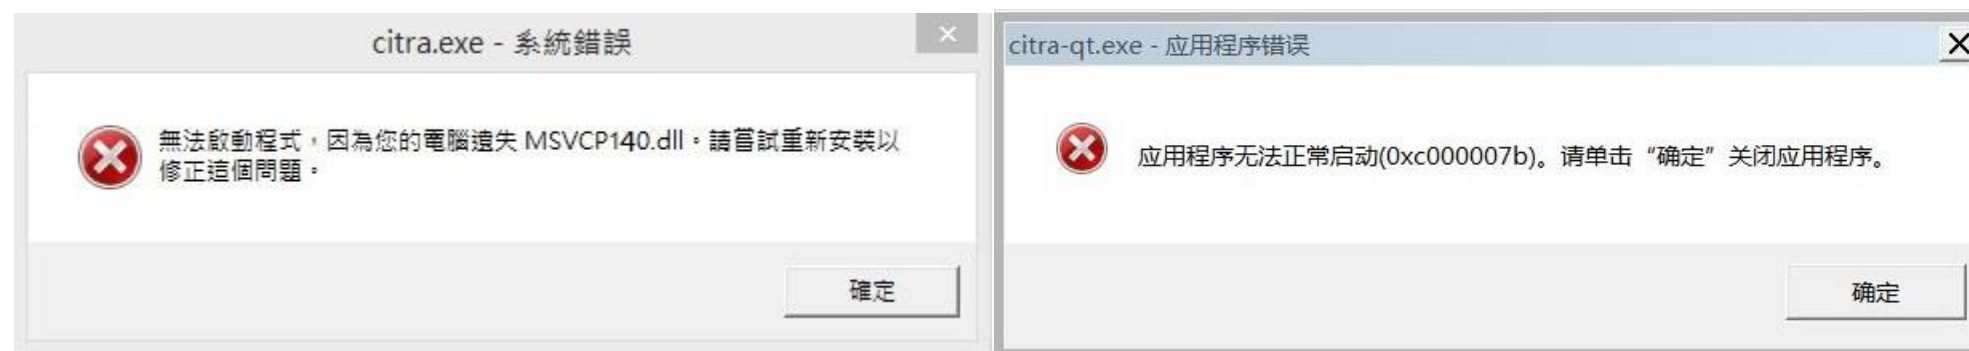 citra.exe - 系統錯誤
無法啟動程式，因為您的電腦遺失 MSVCP140.dll。請嘗試重新安裝以
修正這個問題。
確定
citra-qt.exe - 应用程序错误
应用程序无法正常启动(0xc000007b)。请单击“确定”关闭应用程序。
确定